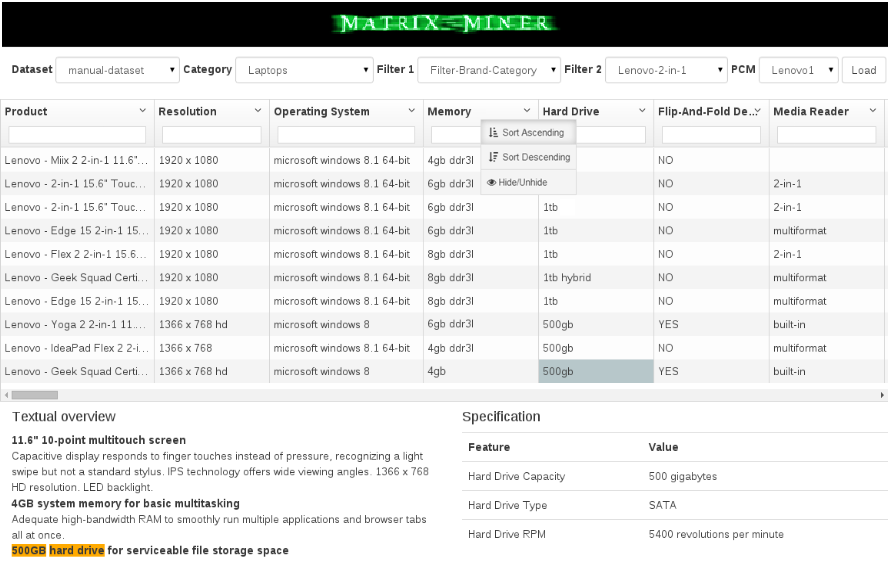 MATRIX-MINER
Dataset manual-dataset Category Laptops Filter 1 Filter-Brand-Category Filter 2 Lenovo-2-in-1 PCM Lenovo1 Load
Product Resolution Operating System Memory Hard Drive Flip-And-Fold De... Media Reader
Sort Ascending
Sort Descending
Hide/Unhide
Lenovo - Miix 2 2-in-1 11.6"... 1920 x 1080 microsoft windows 8.1 64-bit 4gb ddr3l NO
Lenovo - 2-in-1 15.6" Touc... 1920 x 1080 microsoft windows 8.1 64-bit 6gb ddr3l NO 2-in-1
Lenovo - 2-in-1 15.6" Touc... 1920 x 1080 microsoft windows 8.1 64-bit 6gb ddr3l 1tb NO 2-in-1
Lenovo - Edge 15 2-in-1 15... 1920 x 1080 microsoft windows 8.1 64-bit 6gb ddr3l 1tb NO multiformat
Lenovo - Flex 2 2-in-1 15.6... 1920 x 1080 microsoft windows 8.1 64-bit 8gb ddr3l 1tb NO 2-in-1
Lenovo - Geek Squad Certi... 1920 x 1080 microsoft windows 8.1 64-bit 8gb ddr3l 1tb hybrid NO multiformat
Lenovo - Edge 15 2-in-1 15... 1920 x 1080 microsoft windows 8.1 64-bit 8gb ddr3l 1tb NO multiformat
Lenovo - Yoga 2 2-in-1 11.... 1366 x 768 hd microsoft windows 8 6gb ddr3l 500gb YES built-in
Lenovo - IdeaPad Flex 2 2-i... 1366 x 768 microsoft windows 8.1 64-bit 4gb ddr3l 500gb NO multiformat
Lenovo - Geek Squad Certi... 1366 x 768 hd microsoft windows 8 4gb 500gb YES built-in
Textual overview
11.6" 10-point multitouch screen
Capacitive display responds to finger touches instead of pressure, recognizing a light
swipe but not a standard stylus. IPS technology offers wide viewing angles. 1366 x 768
HD resolution. LED backlight.
4GB system memory for basic multitasking
Adequate high-bandwidth RAM to smoothly run multiple applications and browser tabs
all at once.
500GB hard drive for serviceable file storage space
Specification
Feature Value
Hard Drive Capacity 500 gigabytes
Hard Drive Type SATA
Hard Drive RPM 5400 revolutions per minute